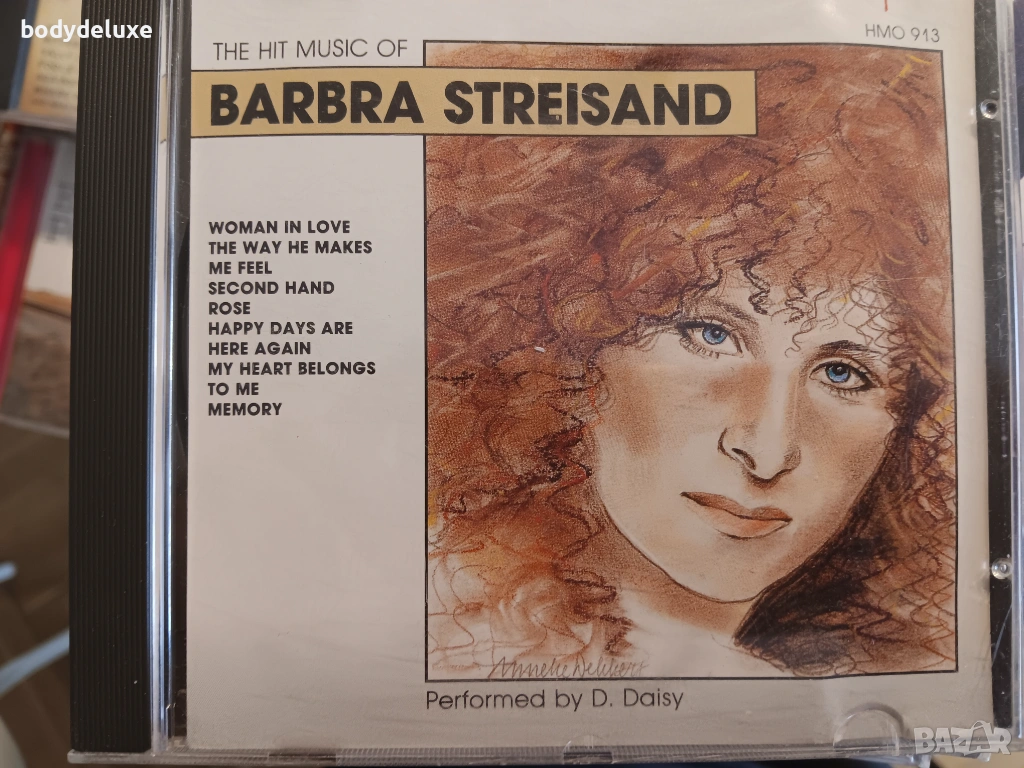 bodydeluxe
HMO 913
THE HIT MUSIC OF
BARBRA STREISAND
WOMAN IN LOVE
THE WAY HE MAKES
ME FEEL
SECOND HAND
ROSE
HAPPY DAYS ARE
HERE AGAIN
MY HEART BELONGS
TO ME
MEMORY
Performed by D. Daisy
BAZAR